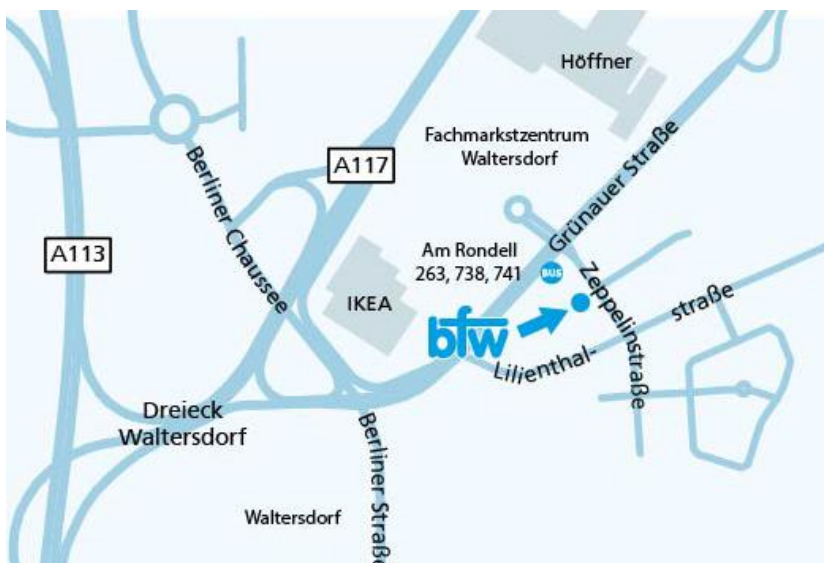 Höffner
Fachmarkstzentrum
Waltersdorf
A117
Berliner Chaussee
Grünauer Straße
A113
Am Rondell
263, 738, 741
BUS
Zeppelinstraße
IKEA
bfw
Lilienthal-
straße
Dreieck
Waltersdorf
Berliner Straße
Waltersdorf